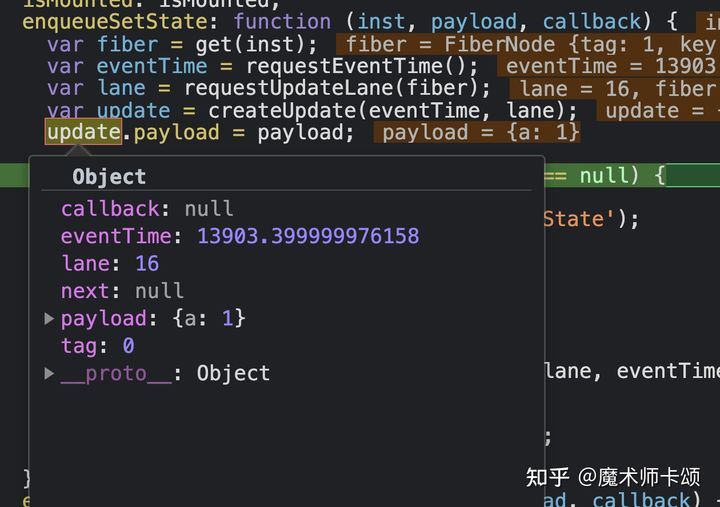 isMounted: isMounted,
enqueueSetState: function (inst, payload, callback) { in
var fiber = get(inst); fiber = FiberNode {tag: 1, key
var eventTime = requestEventTime(); eventTime = 13903
var lane = requestUpdateLane(fiber); lane = 16, fiber
var update = createUpdate(eventTime, lane); update =
update.payload = payload; payload = {a: 1}
Object
== null) {
callback: null
State');
eventTime: 13903.399999976158
lane: 16
next: null
▶payload: {a: 1}
tag: 0
▶__proto__: Object
lane, eventTime
;
}
知乎 @魔术师卡颂
ad, callback) {